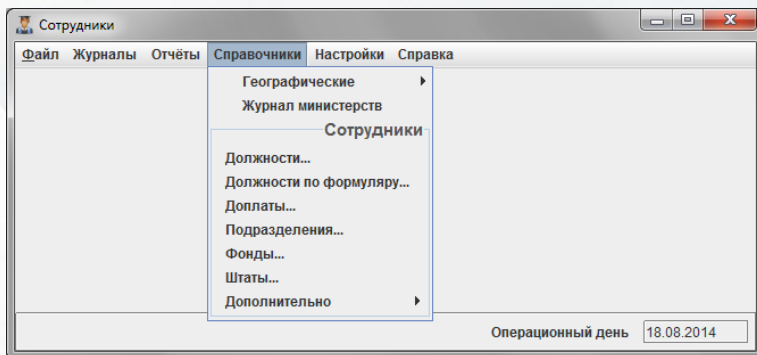 Сотрудники
Файл Журналы Отчёты Справочники Настройки Справка
Географические
Журнал министерств
Сотрудники
Должности...
Должности по формуляру...
Доплаты...
Подразделения...
Фонды...
Штаты...
Дополнительно
Операционный день 18.08.2014